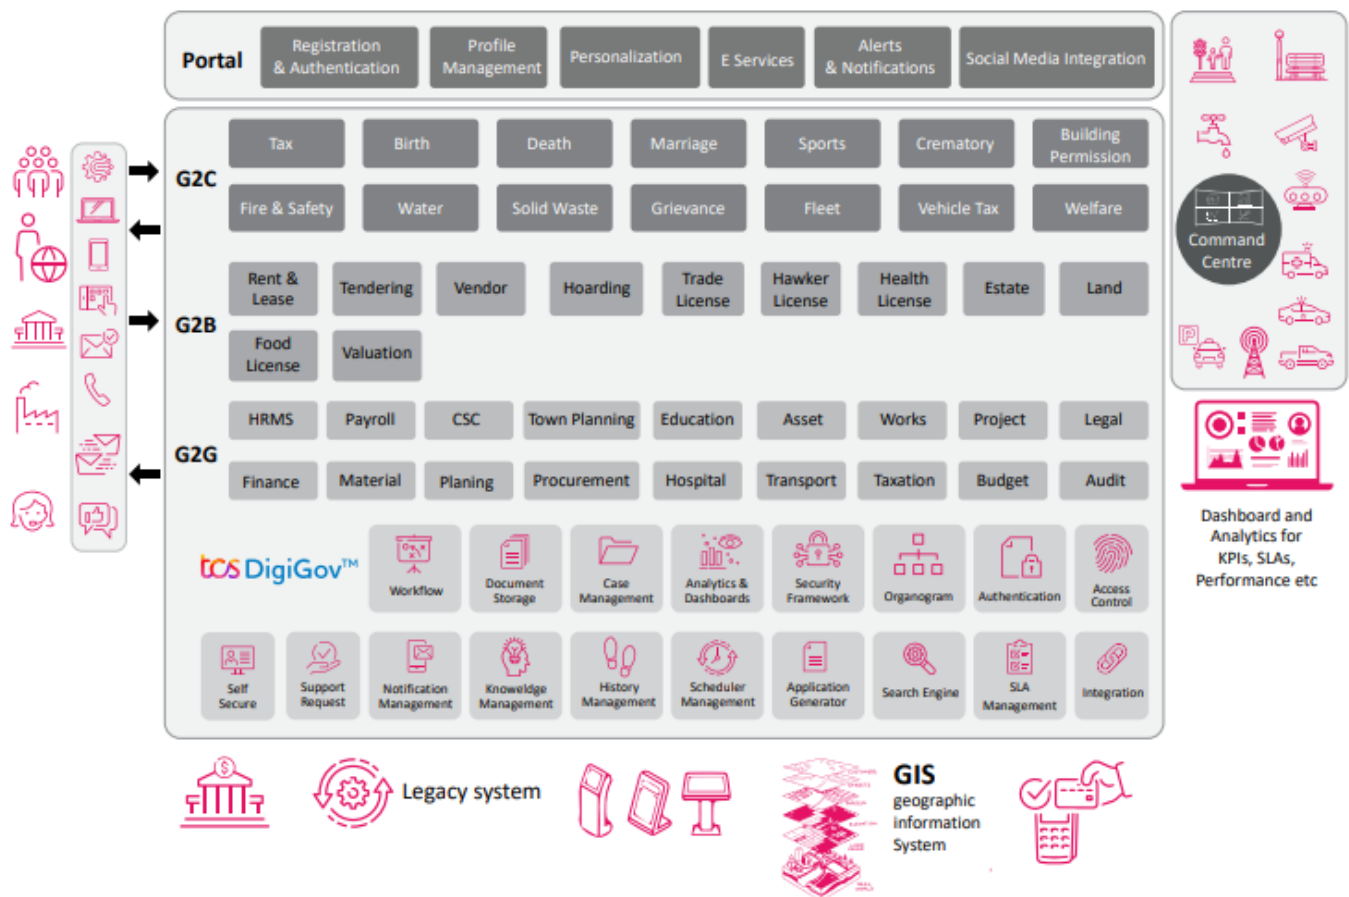 Portal
Registration
& Authentication
Profile
Management
Personalization
E Services
Alerts
& Notifications
Social Media Integration
G2C
Tax
Birth
Death
Marriage
Sports
Crematory
Building
Permission
Fire & Safety
Water
Solid Waste
Grievance
Fleet
Vehicle Tax
Welfare
G2B
Rent &
Lease
Tendering
Vendor
Hoarding
Trade
License
Hawker
License
Health
License
Estate
Land
Food
License
Valuation
G2G
HRMS
Payroll
CSC
Town Planning
Education
Asset
Works
Project
Legal
Finance
Material
Planing
Procurement
Hospital
Transport
Taxation
Budget
Audit
tcs DigiGov™
Workflow
Document
Storage
Case
Management
Analytics &
Dashboards
Security
Framework
Organogram
Authentication
Access
Control
Self
Secure
Support
Request
Notification
Management
Knoweldge
Management
History
Management
Scheduler
Management
Application
Generator
Search Engine
SLA
Management
Integration
Command
Centre
P
Dashboard and
Analytics for
KPIs, SLAs,
Performance etc
$
Legacy system
GIS
geographic
information
System